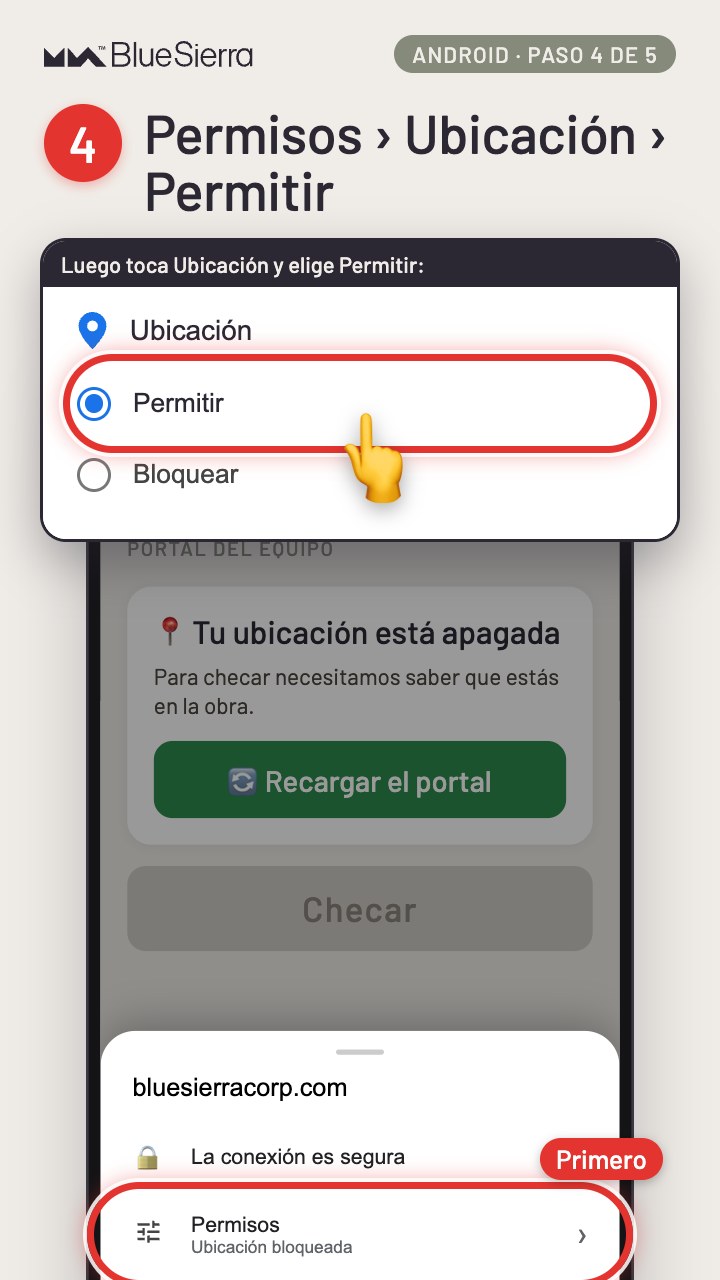 BlueSierra
ANDROID · PASO 4 DE 5
4
Permisos › Ubicación ›
Permitir
Luego toca Ubicación y elige Permitir:
Ubicación
Permitir
Bloquear
PORTAL DEL EQUIPO
Tu ubicación está apagada
Para checar necesitamos saber que estás
en la obra.
Recargar el portal
Checar
bluesierracorp.com
La conexión es segura
Primero
Permisos
Ubicación bloqueada